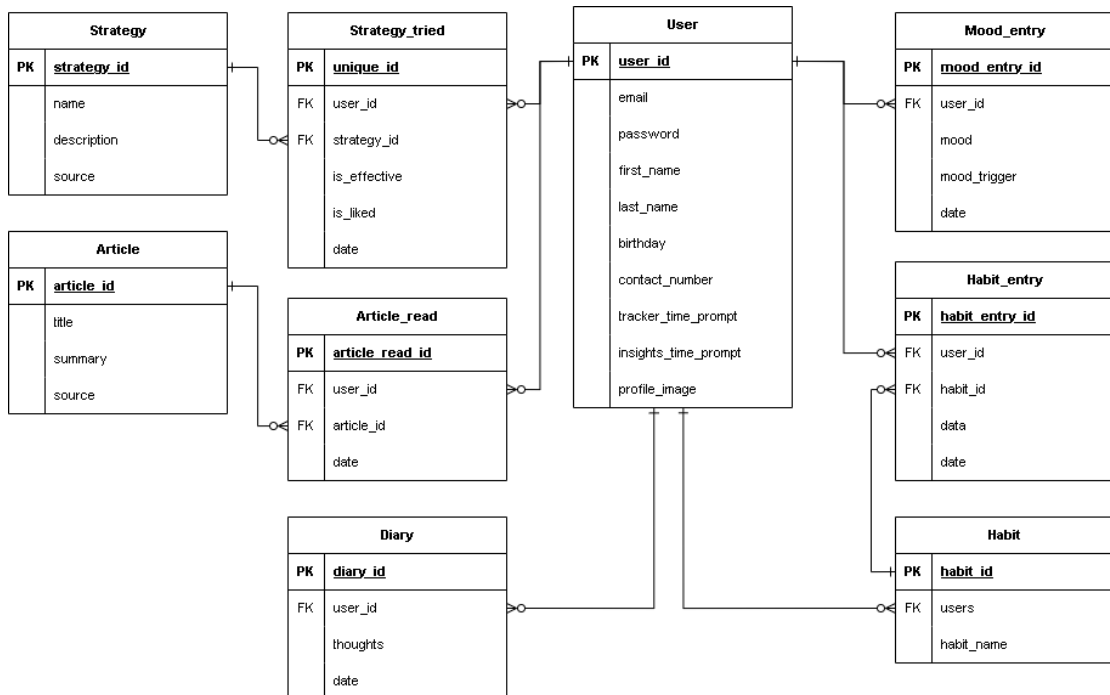 Strategy
PK strategy_id
name
description
source
Strategy_tried
PK unique_id
FK user_id
FK strategy_id
is_effective
is_liked
date
User
PK user_id
email
password
first_name
last_name
birthday
contact_number
tracker_time_prompt
insights_time_prompt
profile_image
Mood_entry
PK mood_entry_id
FK user_id
mood
mood_trigger
date
Article
PK article_id
title
summary
source
Article_read
PK article_read_id
FK user_id
FK article_id
date
Habit_entry
PK habit_entry_id
FK user_id
FK habit_id
data
date
Diary
PK diary_id
FK user_id
thoughts
date
Habit
PK habit_id
FK users
habit_name